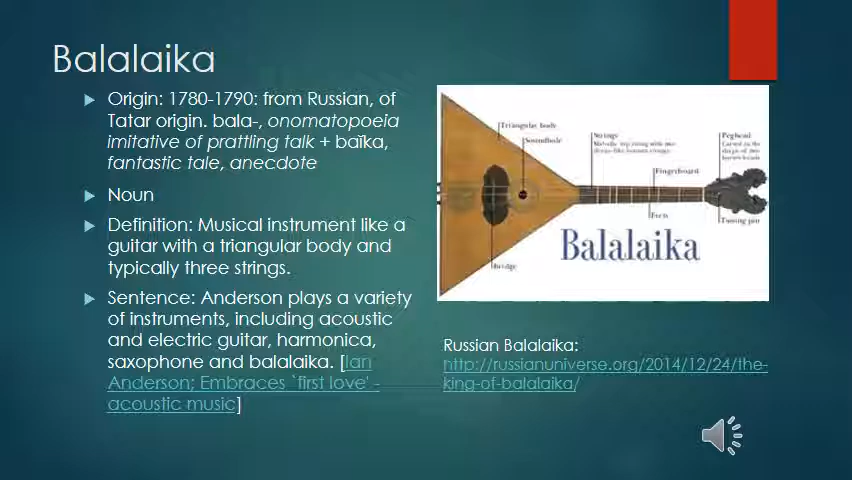 Balalaika
Origin: 1780-1790: from Russian, of
Tatar origin. bala-, onomatopoeia
imitative of prattling talk + baïka,
fantastic tale, anecdote
Noun
Definition: Musical instrument like a
guitar with a triangular body and
typically three strings.
Sentence: Anderson plays a variety
of instruments, including acoustic
and electric guitar, harmonica,
saxophone and balalaika. [Ian
Anderson; Embraces `first love' -
acoustic music]
Triangular body
Soundhole
Strings
Fingerboard
Peghead
Frets
Tuning pin
Bridge
Balalaika
Russian Balalaika:
http://russianuniverse.org/2014/12/24/the-
king-of-balalaika/